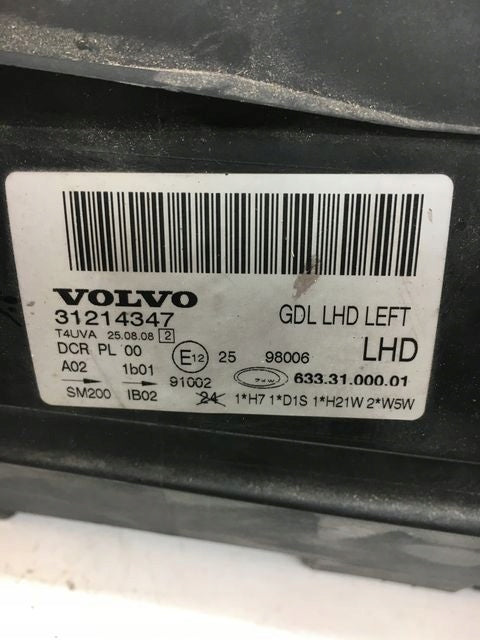 VOLVO
31214347 GDL LHD LEFT
T4UVA 25.08.08 2
DCR PL 00 E12 25 98006 LHD
A02 1b01 91002 633.31.000.01
SM200 IB02 24 1*H7 1*D1S 1*H21W 2*W5W